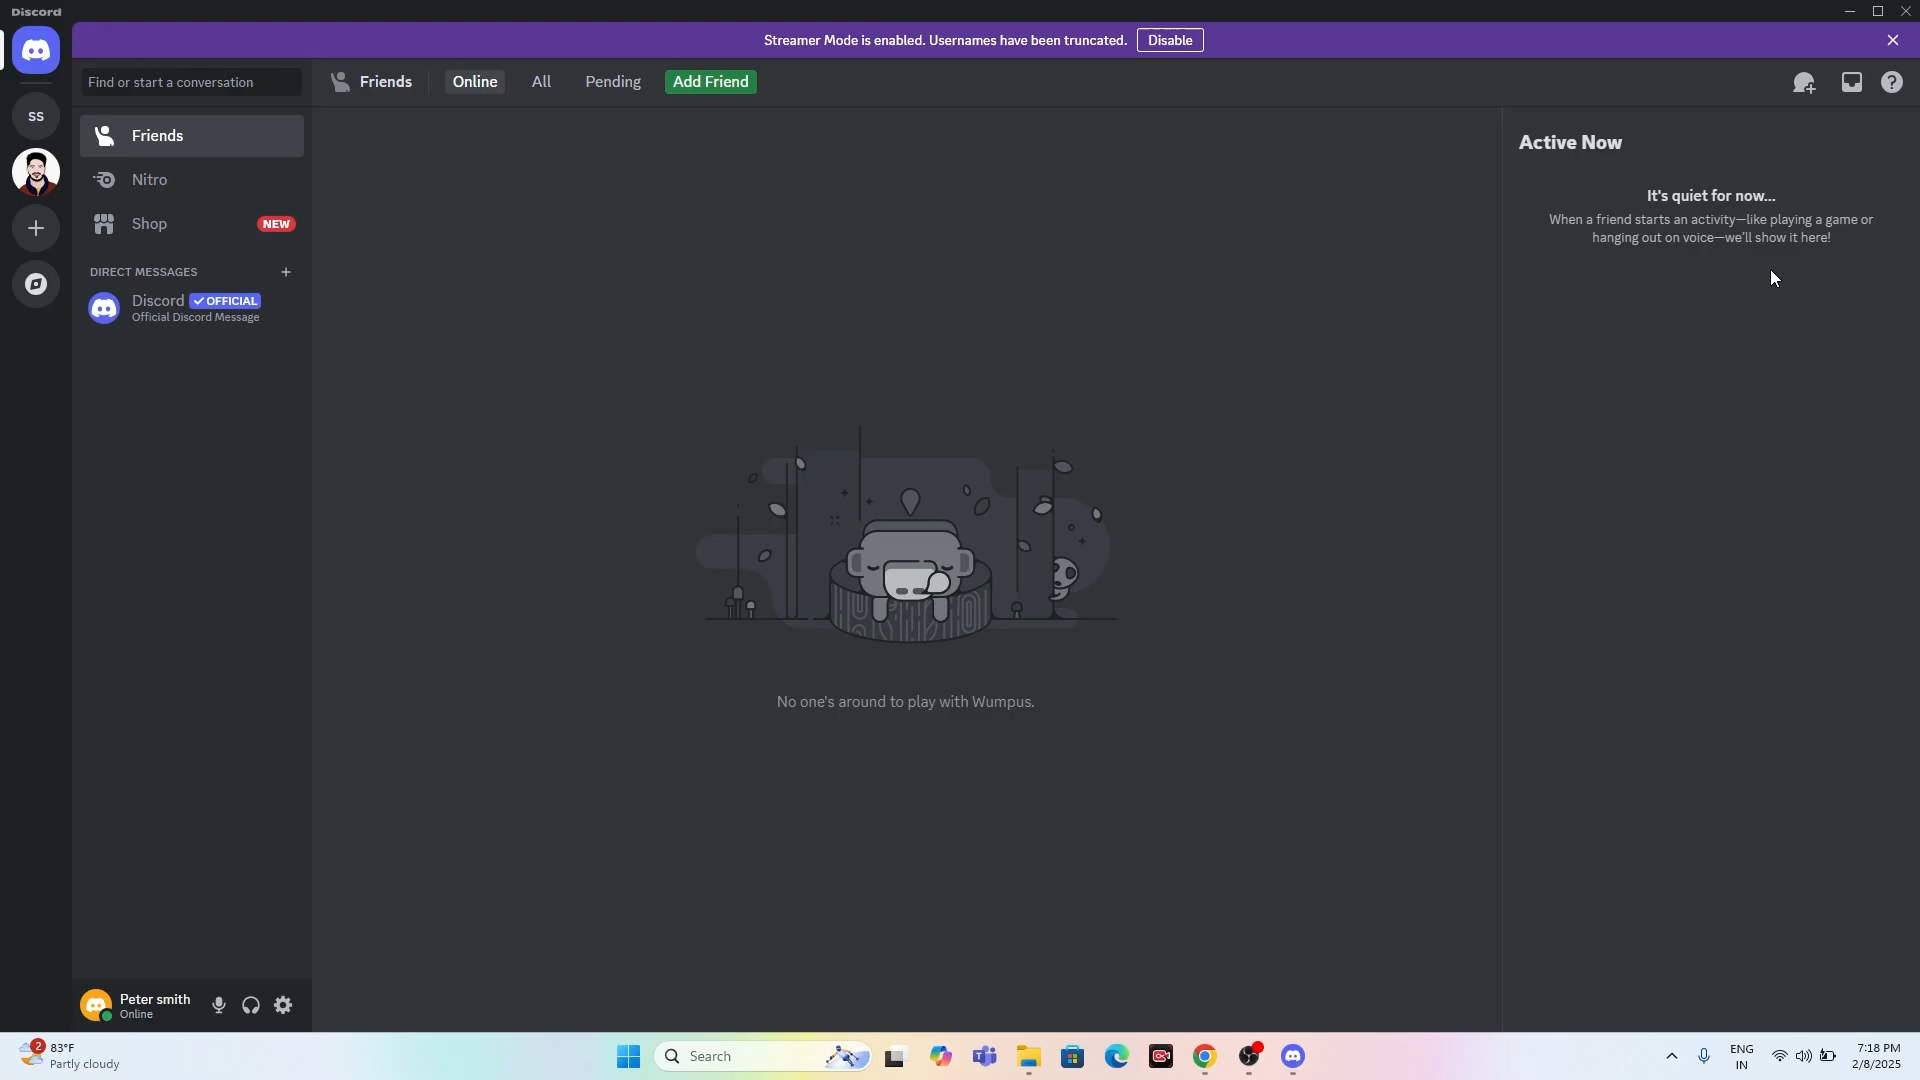 Discord
Streamer Mode is enabled. Usernames have been truncated. Disable
Find or start a conversation
Friends Online All Pending Add Friend
SS
Friends
Nitro
Shop NEW
DIRECT MESSAGES
Discord OFFICIAL
Official Discord Message
Active Now
It's quiet for now...
When a friend starts an activity—like playing a game or
hanging out on voice—we'll show it here!
No one's around to play with Wumpus.
Peter smith
Online
2
83°F
Partly cloudy
Search
ENG
IN
7:18 PM
2/8/2025